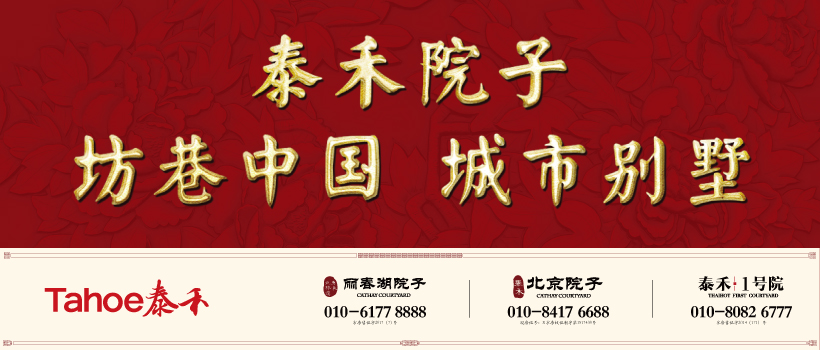 泰禾院子
坊巷中国 城市别墅
Tahoe泰禾
丽春湖院子
CATHAY COURTYARD
010-6177 8888
北京院子
CATHAY COURTYARD
010-8417 6688
泰禾 1号院
TEAHOT FIRST COURTYARD
010-8082 6777